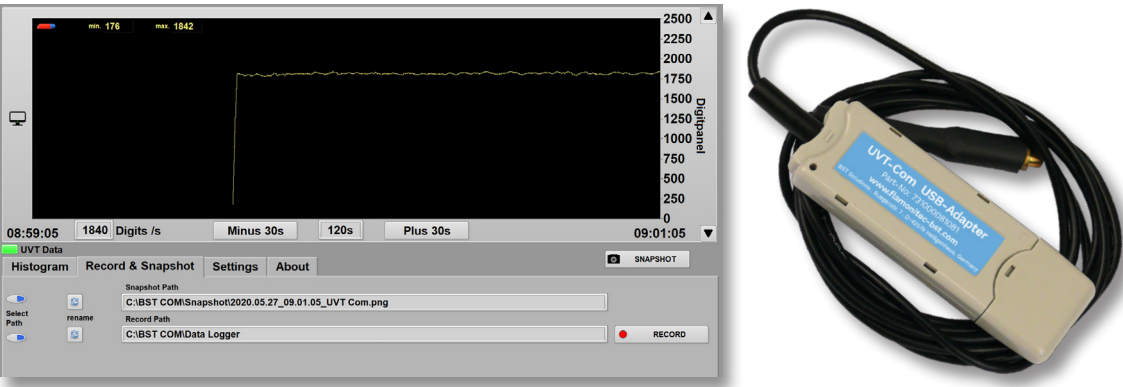 min. 176
max. 1842
2500
2250
2000
1750
1500
1250
1000
750
500
250
0
Digitpanel
08:59:05
1840 Digits /s
Minus 30s
120s
Plus 30s
09:01:05
UVT Data
Histogram
Record & Snapshot
Settings
About
SNAPSHOT
Snapshot Path
C:\BST COM\Snapshot\2020.05.27_09.01.05_UVT Com.png
Select
Path
rename
Record Path
C:\BST COM\Data Logger
RECORD
UVT-Com USB-Adapter
Part-No: 73100081081
www.flamonitec-bst.com